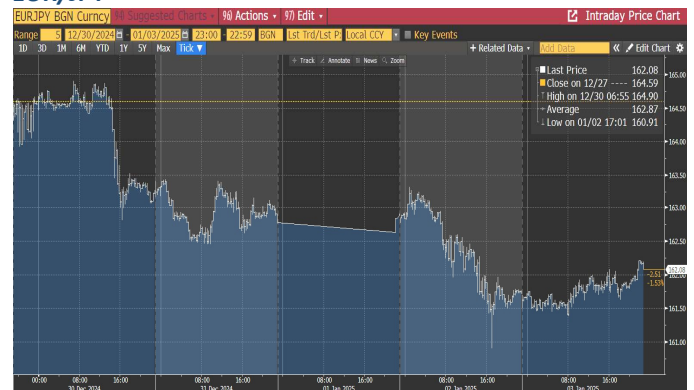 EURJPY BGN Curncy 94) Suggested Charts 96) Actions 97) Edit Intraday Price Chart
Range 5 12/30/2024 - 01/03/2025 23:00 - 22:59 BGN Lst Trd/Lst P Local CCY Key Events
1D 3D 1M 6M YTD 1Y 5Y Max Tick ▼ + Related Data Add Data « Edit Chart
+ Track Annotate News Zoom
Last Price 162.08
Close on 12/27 ---- 164.59
High on 12/30 06:55 164.90
Average 162.87
Low on 01/02 17:01 160.91
165.00
164.50
164.00
163.50
163.00
162.50
162.08
-2.51
162.00
-1.53%
161.50
161.00
00:00 08:00 16:00 08:00 16:00 08:00 16:00 08:00 16:00 08:00 16:00
30 Dec 2024 31 Dec 2024 01 Jan 2025 02 Jan 2025 03 Jan 2025